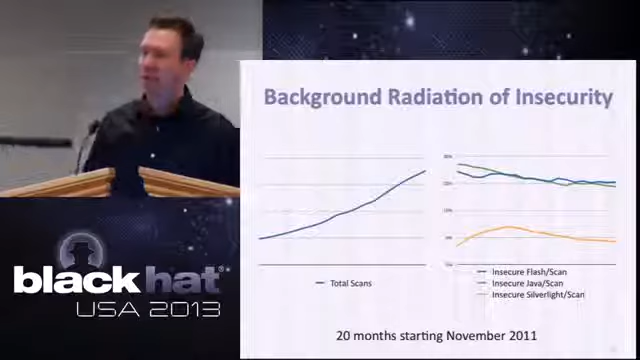 Background Radiation of Insecurity
Total Scans
Insecure Flash/Scan
Insecure Java/Scan
Insecure Silverlight/Scan
20 months starting November 2011
black hat®
USA 2013